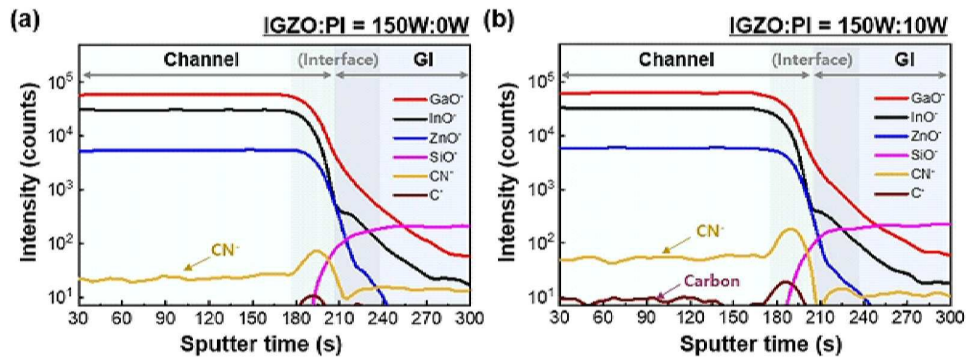 (a)
IGZO:PI = 150W:0W
Channel
(Interface)
GI
10⁵
10⁴
10³
10²
10¹
Intensity (counts)
GaO⁻
InO⁻
ZnO⁻
SiO⁻
CN⁻
C⁻
CN⁻
30 60 90 120 150 180 210 240 270 300
Sputter time (s)
(b)
IGZO:PI = 150W:10W
Channel
(Interface)
GI
10⁵
10⁴
10³
10²
10¹
Intensity (counts)
GaO⁻
InO⁻
ZnO⁻
SiO⁻
CN⁻
C⁻
CN⁻
Carbon
30 60 90 120 150 180 210 240 270 300
Sputter time (s)